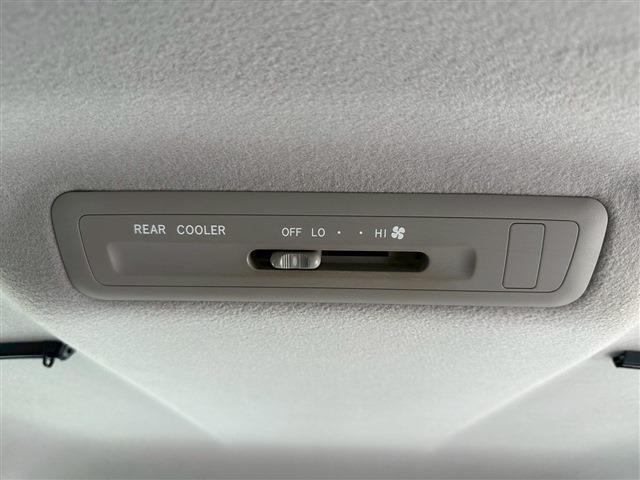 REAR COOLER OFF LO · · HI